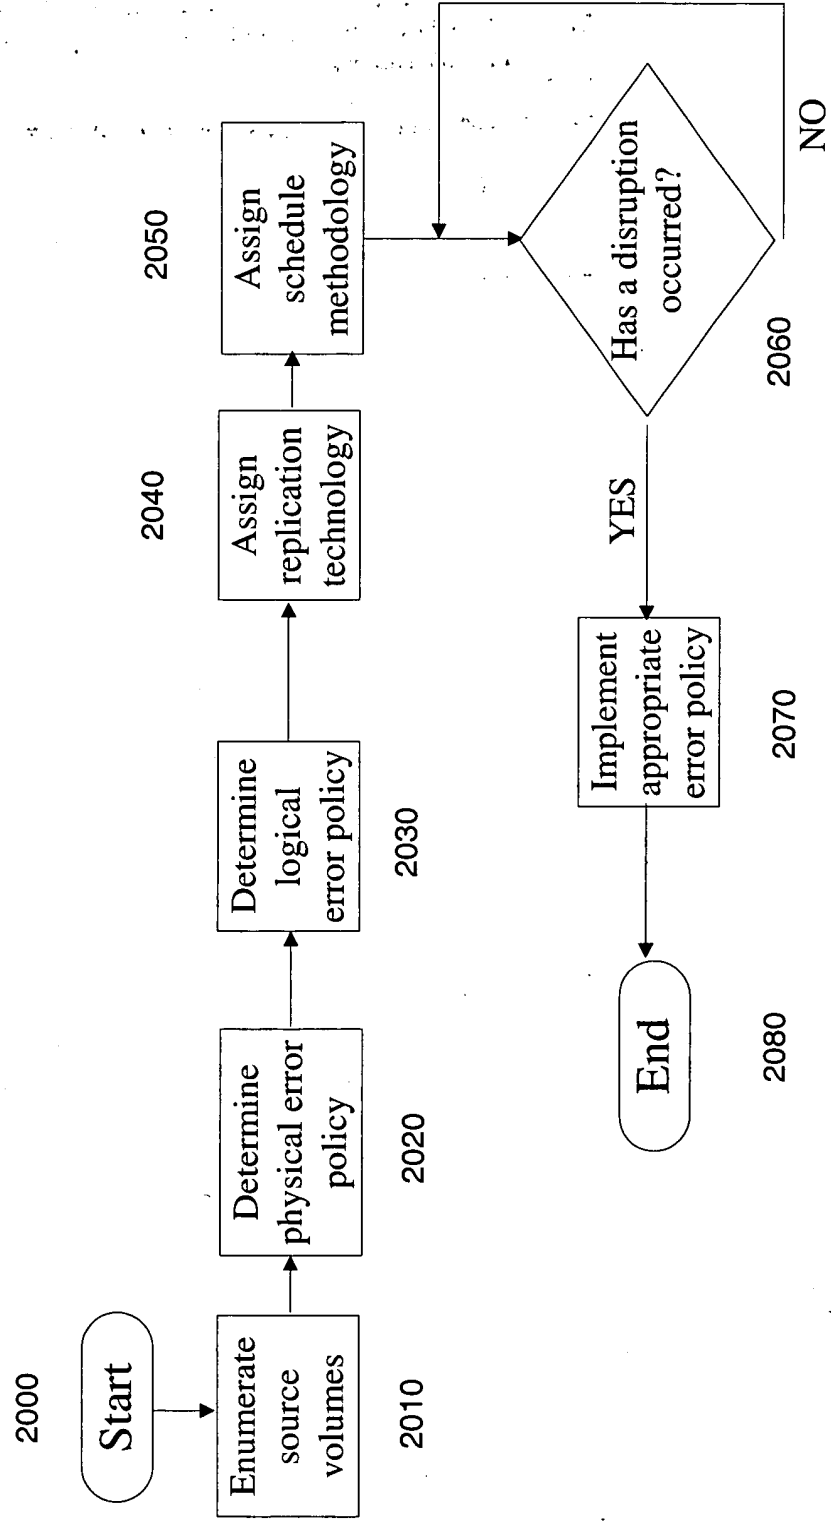 2000
Start
Enumerate
source
volumes
2010
Determine
physical error
policy
2020
Determine
logical
error policy
2030
2040
Assign
replication
technology
2050
Assign
schedule
methodology
Has a disruption
occurred?
2060
NO
YES
Implement
appropriate
error policy
2070
End
2080